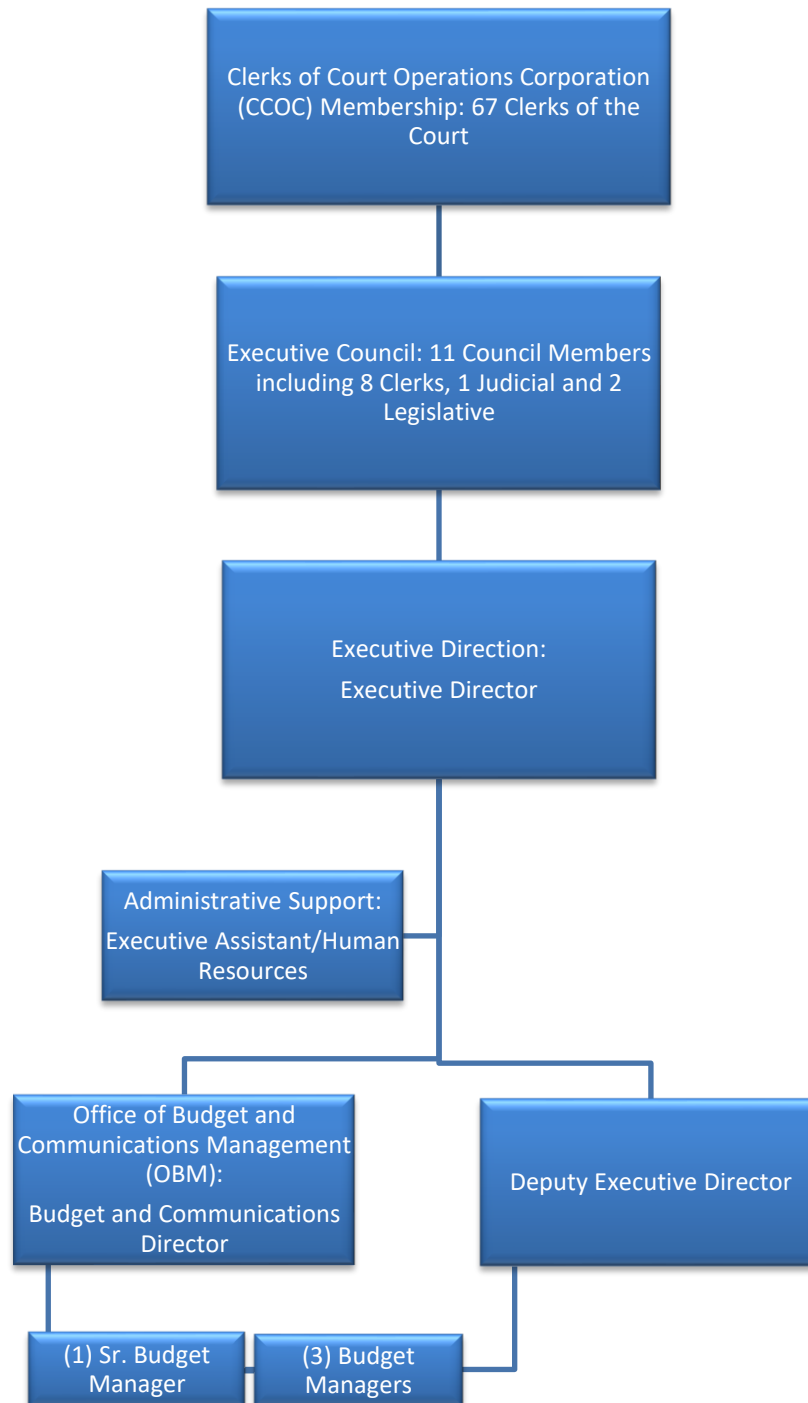 Clerks of Court Operations Corporation
(CCOC) Membership: 67 Clerks of the
Court
Executive Council: 11 Council Members
including 8 Clerks, 1 Judicial and 2
Legislative
Executive Direction:
Executive Director
Administrative Support:
Executive Assistant/Human
Resources
Office of Budget and
Communications Management
(OBM):
Budget and Communications
Director
Deputy Executive Director
(1) Sr. Budget
Manager
(3) Budget
Managers